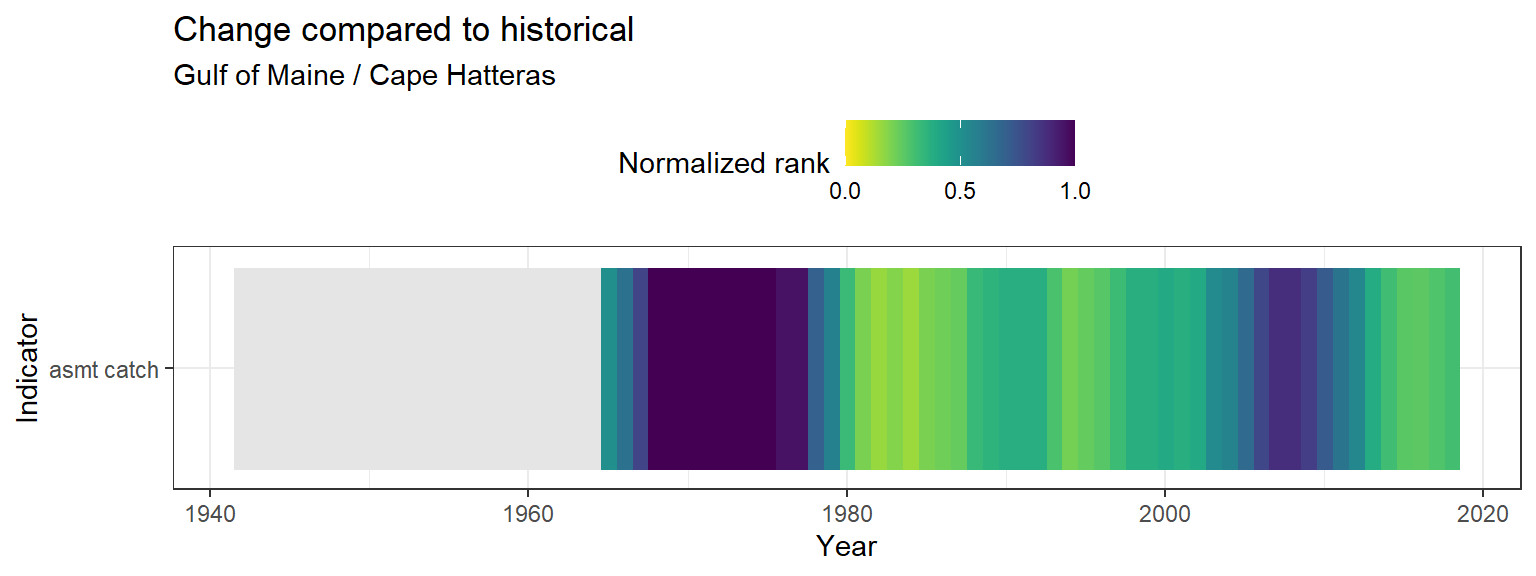 Change compared to historical
Gulf of Maine / Cape Hatteras
Normalized rank
0.0 0.5 1.0
Indicator
asmt catch
1940 1960 1980 2000 2020
Year